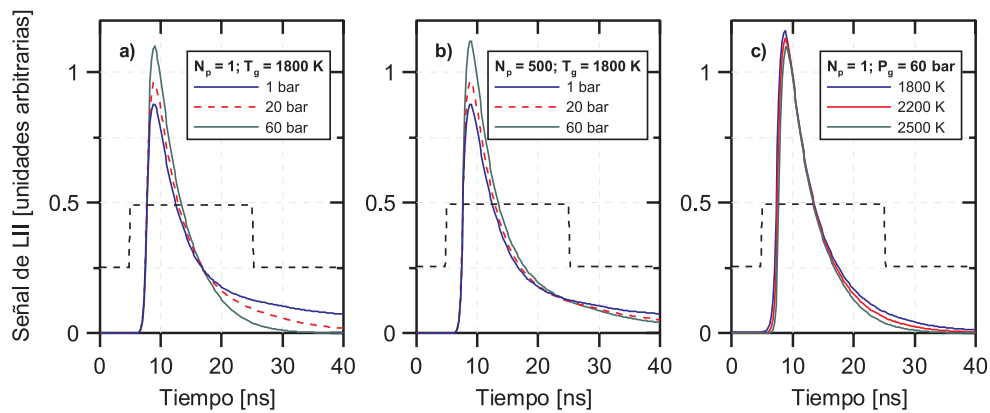 Señal de LII [unidades arbitrarias]
a)
N_p = 1; T_g = 1800 K
1 bar
20 bar
60 bar
1
0.5
0
0 10 20 30 40
Tiempo [ns]
b)
N_p = 500; T_g = 1800 K
1 bar
20 bar
60 bar
1
0.5
0
0 10 20 30 40
Tiempo [ns]
c)
N_p = 1; P_g = 60 bar
1800 K
2200 K
2500 K
1
0.5
0
0 10 20 30 40
Tiempo [ns]